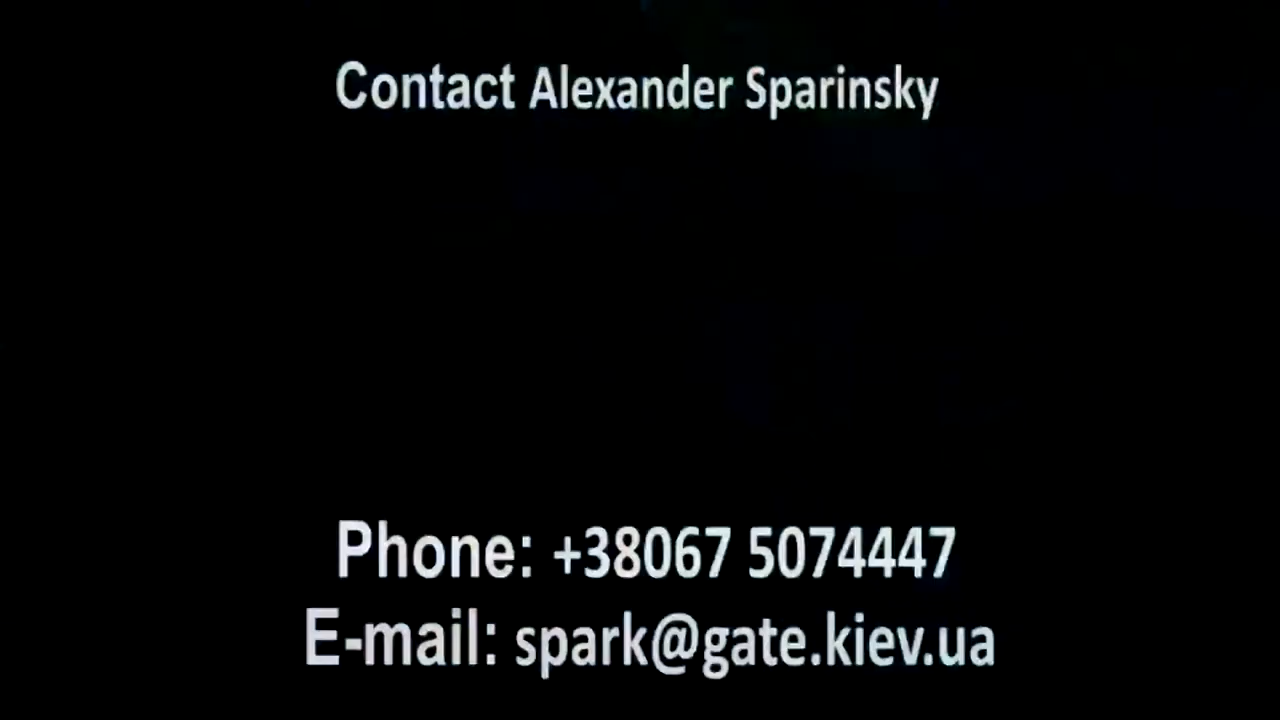 Contact Alexander Sparinsky
Phone: +38067 5074447
E-mail: spark@gate.kiev.ua